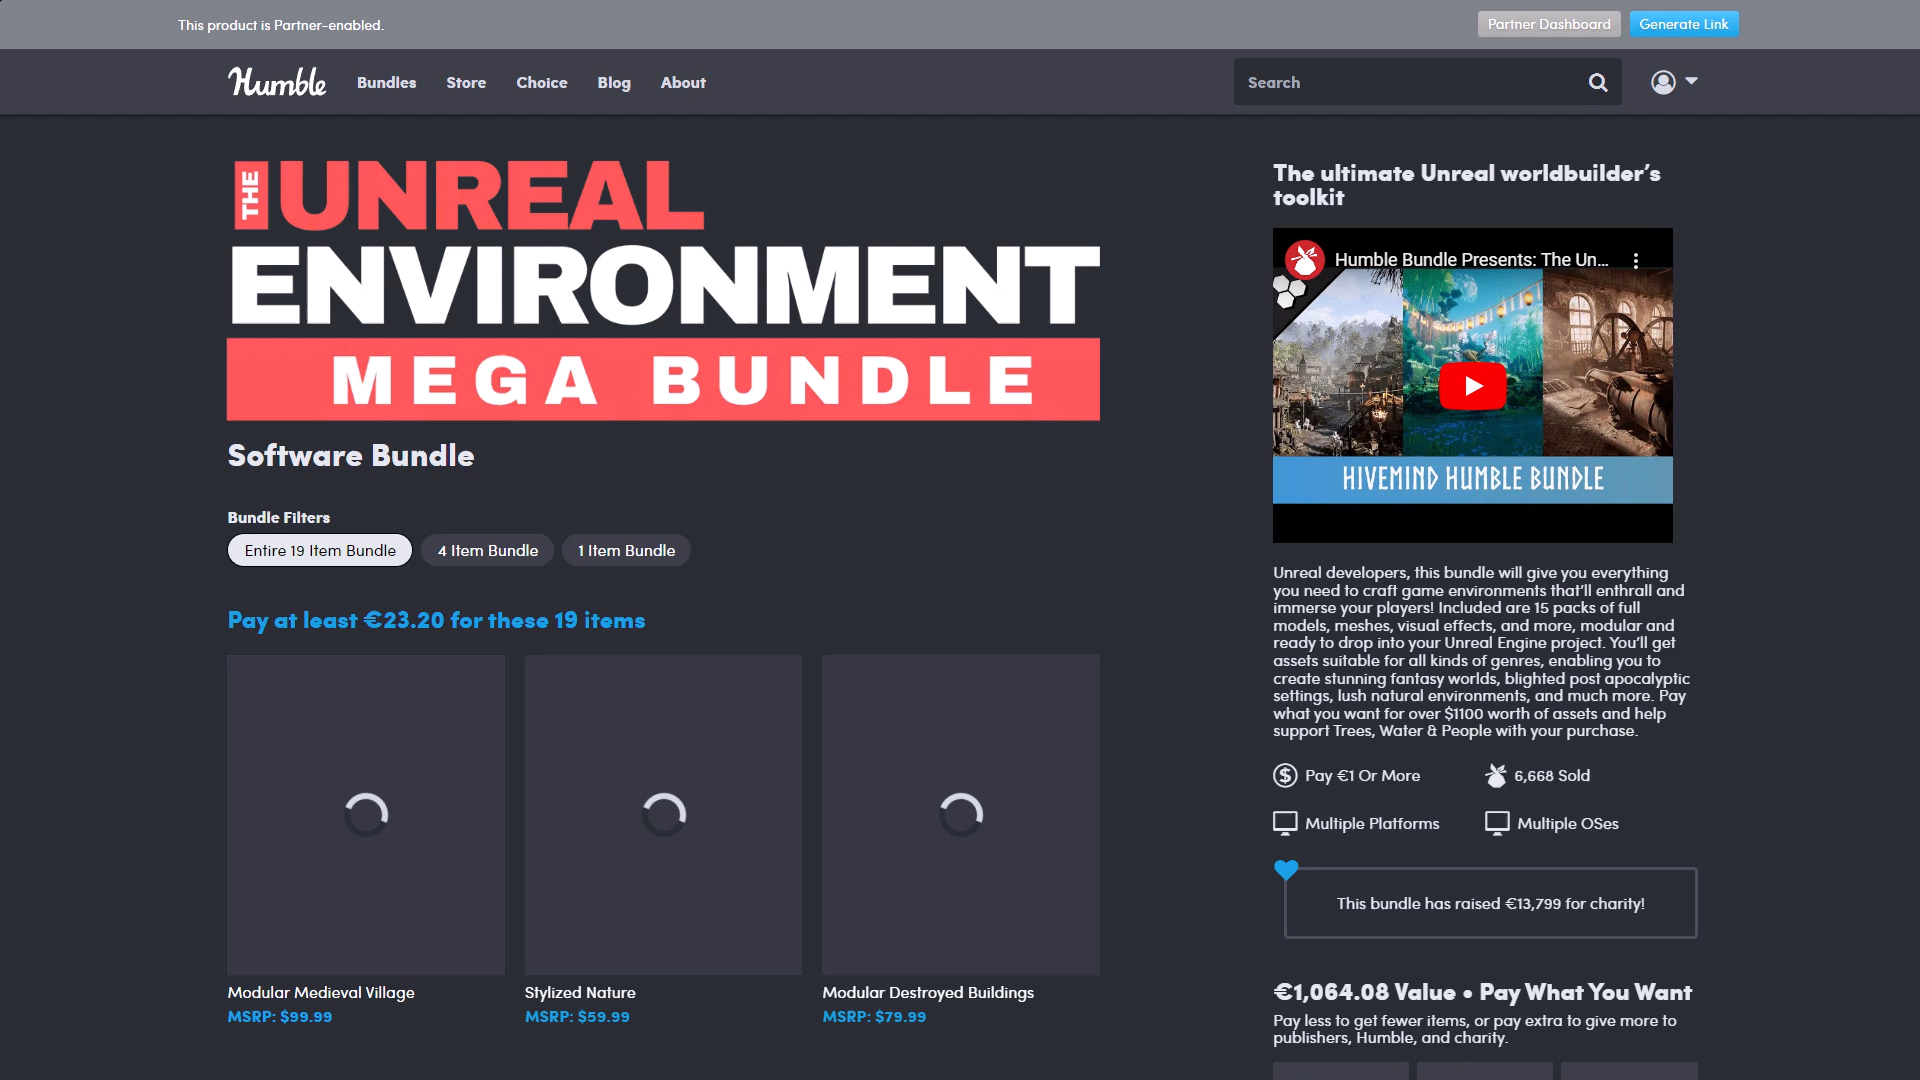 This product is Partner-enabled.
Partner Dashboard
Generate Link
Humble
Bundles
Store
Choice
Blog
About
Search
THE UNREAL
ENVIRONMENT
MEGA BUNDLE
Software Bundle
Bundle Filters
Entire 19 Item Bundle
4 Item Bundle
1 Item Bundle
Pay at least €23.20 for these 19 items
Modular Medieval Village
MSRP: $99.99
Stylized Nature
MSRP: $59.99
Modular Destroyed Buildings
MSRP: $79.99
The ultimate Unreal worldbuilder’s
toolkit
Humble Bundle Presents: The Un...
HIVEMIND HUMBLE BUNDLE
Unreal developers, this bundle will give you everything
you need to craft game environments that’ll enthrall and
immerse your players! Included are 15 packs of full
models, meshes, visual effects, and more, modular and
ready to drop into your Unreal Engine project. You’ll get
assets suitable for all kinds of genres, enabling you to
create stunning fantasy worlds, blighted post apocalyptic
settings, lush natural environments, and much more. Pay
what you want for over $1100 worth of assets and help
support Trees, Water & People with your purchase.
Pay €1 Or More
6,668 Sold
Multiple Platforms
Multiple OSes
This bundle has raised €13,799 for charity!
€1,064.08 Value • Pay What You Want
Pay less to get fewer items, or pay extra to give more to
publishers, Humble, and charity.